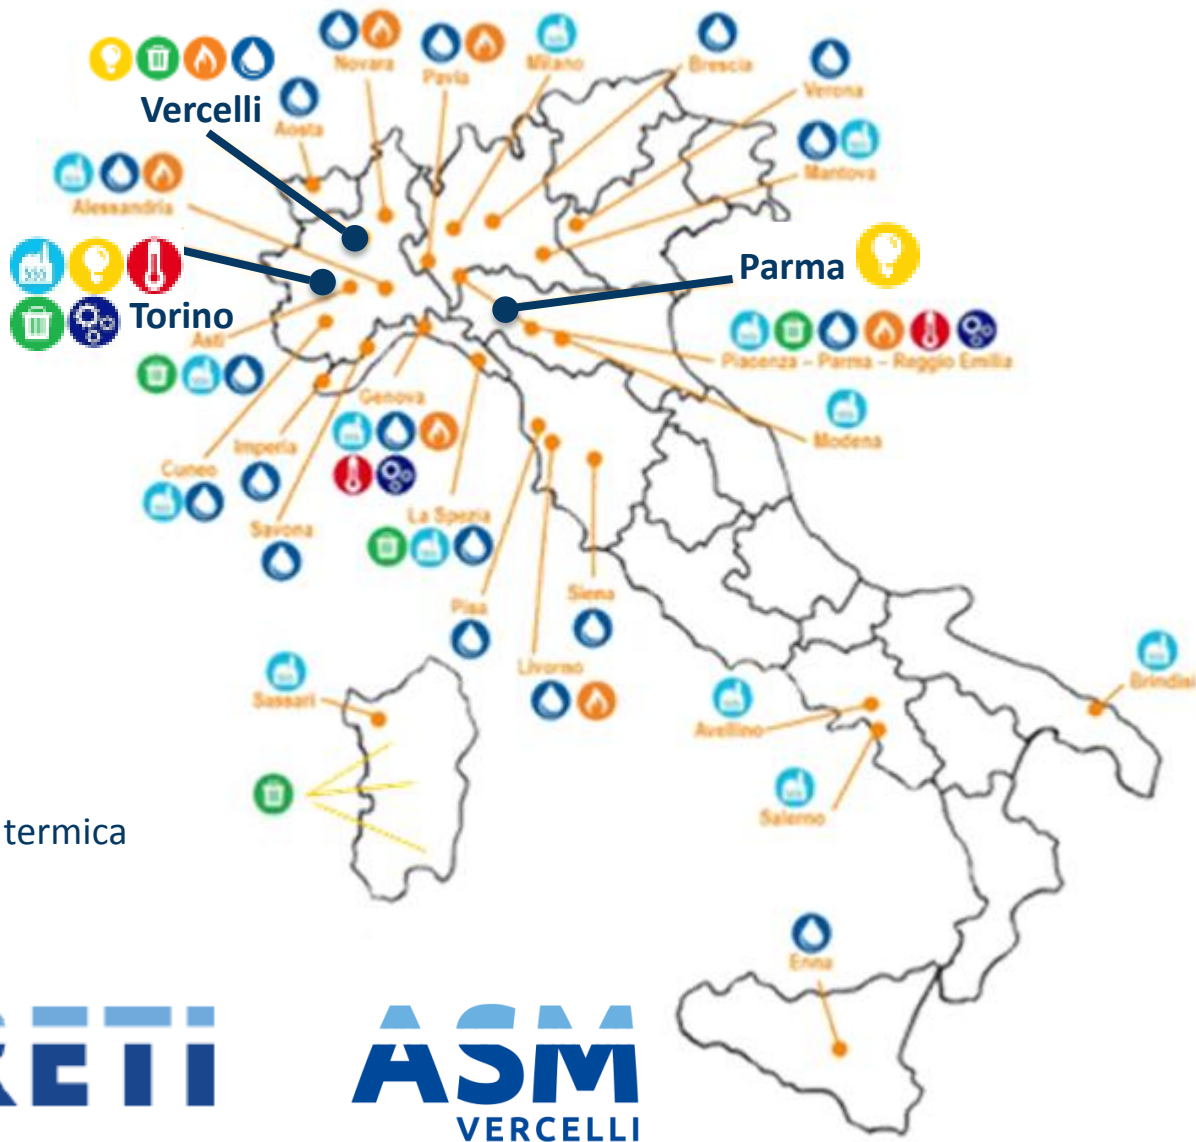 Novara
Pavia
Milano
Brescia
Verona
Vercelli
Aosta
Mantova
Alessandria
Parma
Torino
Asti
Piacenza – Parma – Reggio Emilia
Genova
Modena
Imperia
Cuneo
La Spezia
Savona
Siena
Pisa
Livorno
Sassari
Brindisi
Avellino
Salerno
termica
Enna
RETI
ASM
VERCELLI